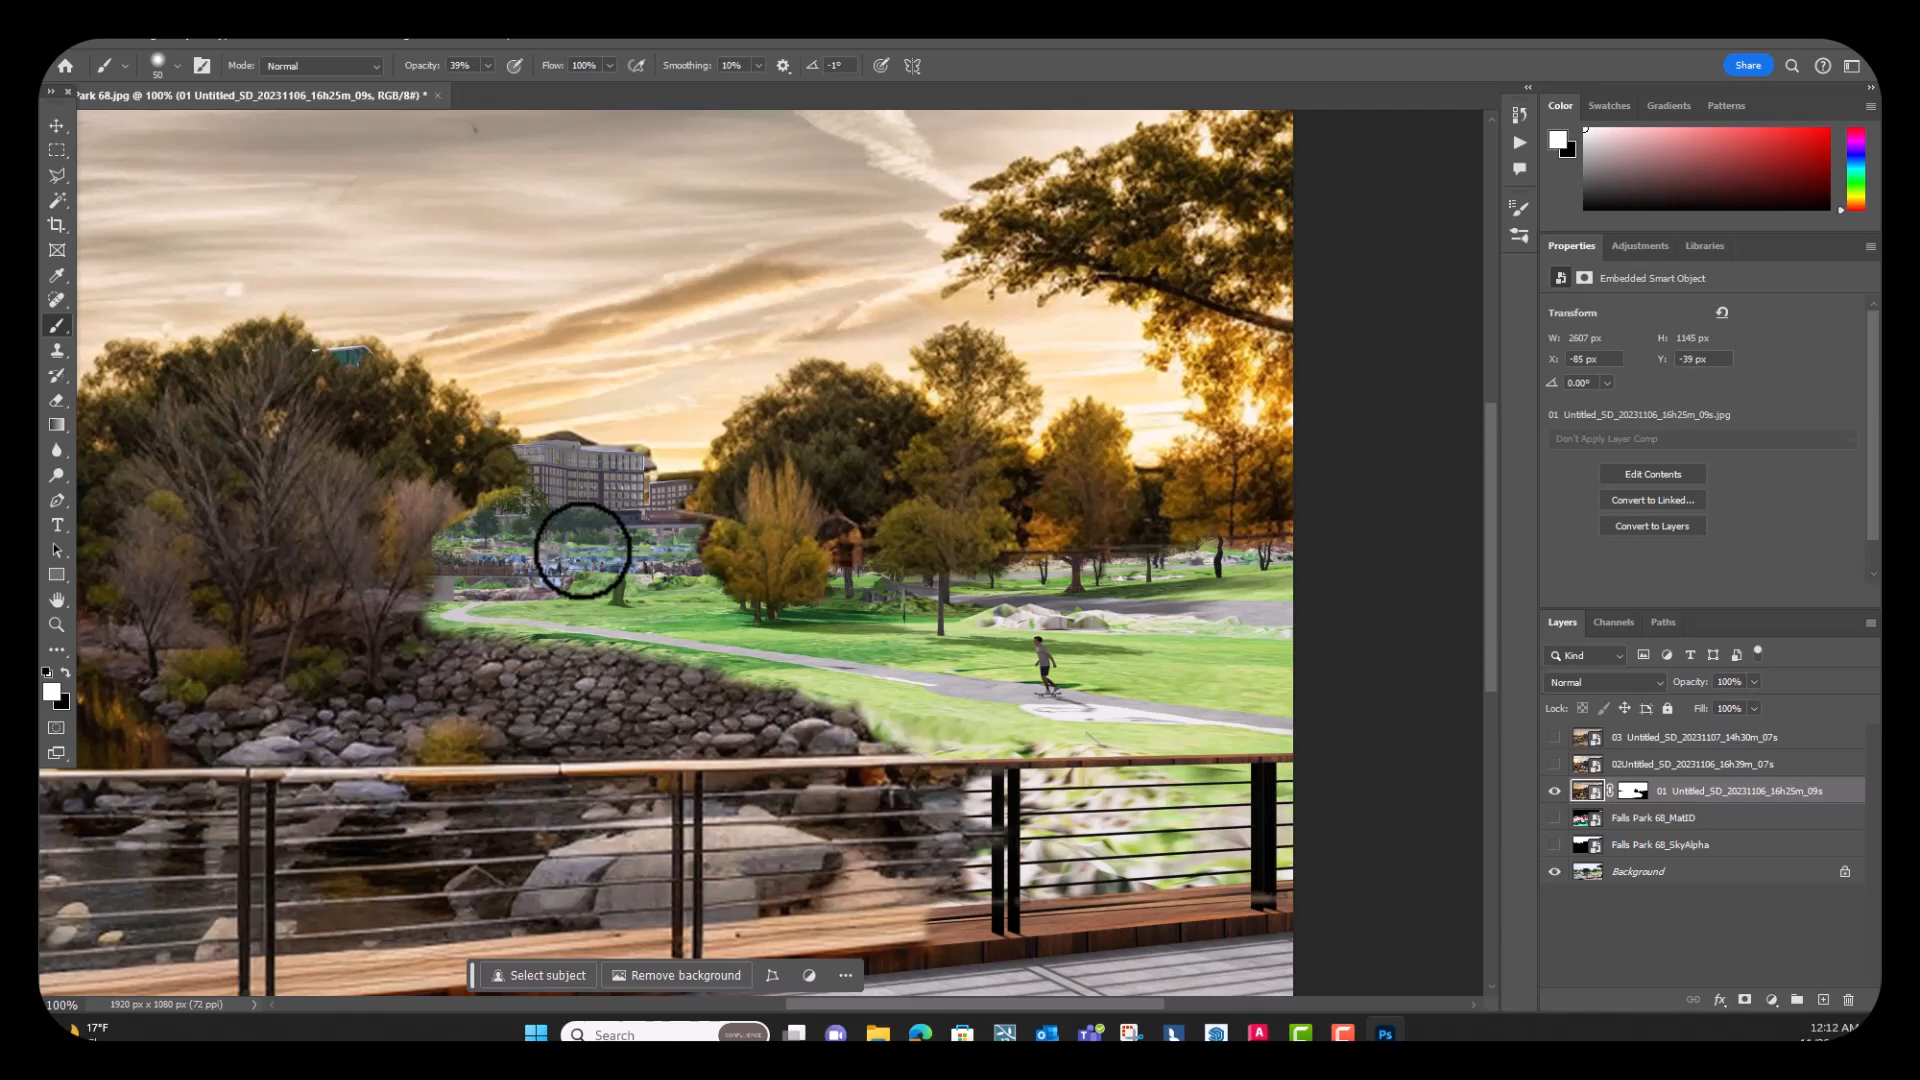 50
Mode: Normal
Opacity: 39%
Flow: 100%
Smoothing: 10%
-1°
Share
Park 68.jpg @ 100% (01 Untitled_SD_20231106_16h25m_09s, RGB/8#) *
Color Swatches Gradients Patterns
Properties Adjustments Libraries
Embedded Smart Object
Transform
W: 2607 px H: 1145 px
X: -85 px Y: -39 px
0.00°
01 Untitled_SD_20231106_16h25m_09s.jpg
Don't Apply Layer Comp
Edit Contents
Convert to Linked...
Convert to Layers
Layers Channels Paths
Kind
Normal Opacity: 100%
Lock: Fill: 100%
03 Untitled_SD_20231107_14h30m_07s
02Untitled_SD_20231106_16h39m_07s
01 Untitled_SD_20231106_16h25m_09s
Falls Park 68_MatID
Falls Park 68_SkyAlpha
Background
Select subject Remove background
100% 1920 px x 1080 px (72 ppi)
17°F
Search
12:12 AM